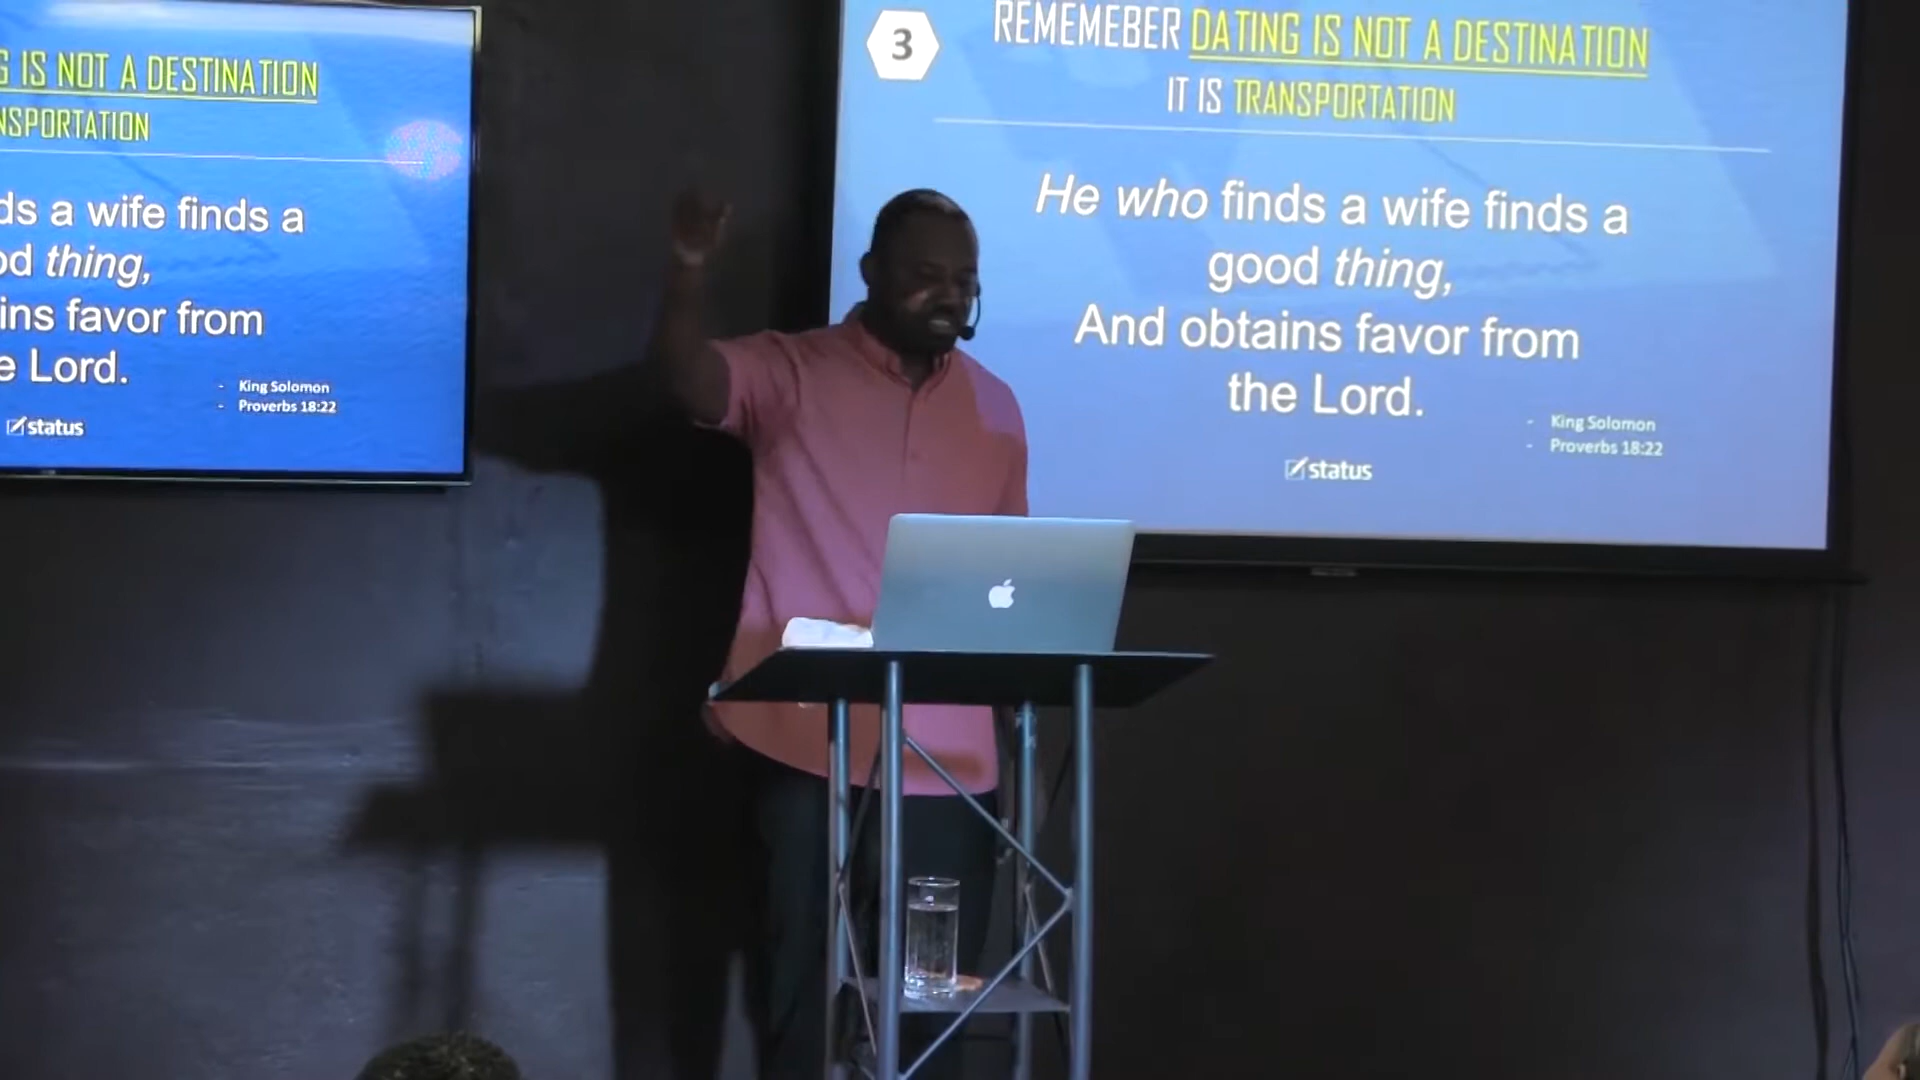 G IS NOT A DESTINATION
NSPORTATION
ds a wife finds a
od thing,
ins favor from
e Lord.
- King Solomon
- Proverbs 18:22
status
3
REMEMEBER DATING IS NOT A DESTINATION
IT IS TRANSPORTATION
He who finds a wife finds a
good thing,
And obtains favor from
the Lord.
- King Solomon
- Proverbs 18:22
status